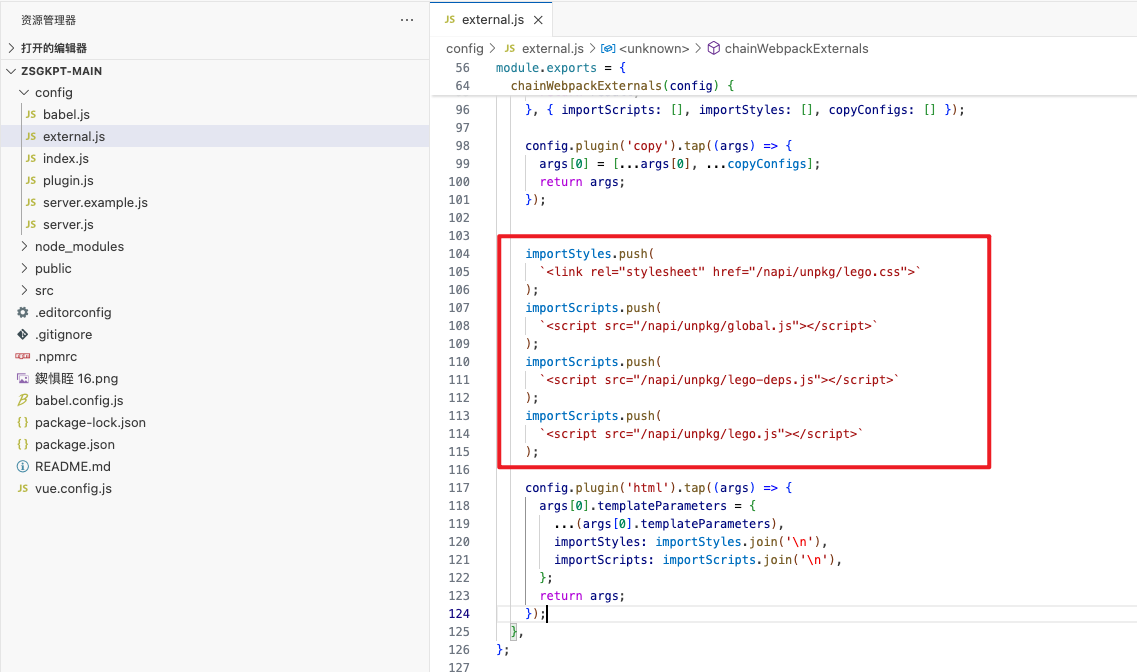 资源管理器
打开的编辑器
ZSGKPT-MAIN
config
JS babel.js
JS external.js
JS index.js
JS plugin.js
JS server.example.js
JS server.js
node_modules
public
src
.editorconfig
.gitignore
.npmrc
鍥惧眰 16.png
babel.config.js
{} package-lock.json
{} package.json
README.md
JS vue.config.js
JS external.js
config > JS external.js > <unknown> > chainWebpackExternals
56 module.exports = {
64 chainWebpackExternals(config) {
96 }, { importScripts: [], importStyles: [], copyConfigs: [] });
97
98 config.plugin('copy').tap((args) => {
99 args[0] = [...args[0], ...copyConfigs];
100 return args;
101 });
102
103
104 importStyles.push(
105 `<link rel="stylesheet" href="/napi/unpkg/lego.css">`
106 );
107 importScripts.push(
108 `<script src="/napi/unpkg/global.js"></script>`
109 );
110 importScripts.push(
111 `<script src="/napi/unpkg/lego-deps.js"></script>`
112 );
113 importScripts.push(
114 `<script src="/napi/unpkg/lego.js"></script>`
115 );
116
117 config.plugin('html').tap((args) => {
118 args[0].templateParameters = {
119 ...(args[0].templateParameters),
120 importStyles: importStyles.join('\n'),
121 importScripts: importScripts.join('\n'),
122 };
123 return args;
124 });
125 },
126 };
127